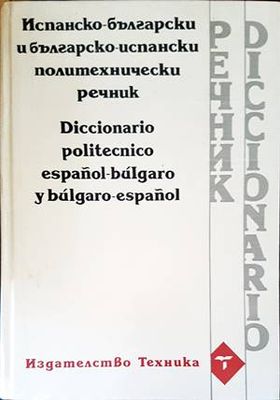 Испанско-български
и българско-испански
политехнически
речник
Diccionario
politecnico
español-búlgaro
y búlgaro-español
РЕЧНИК
DICCIONARIO
Издателство Техника